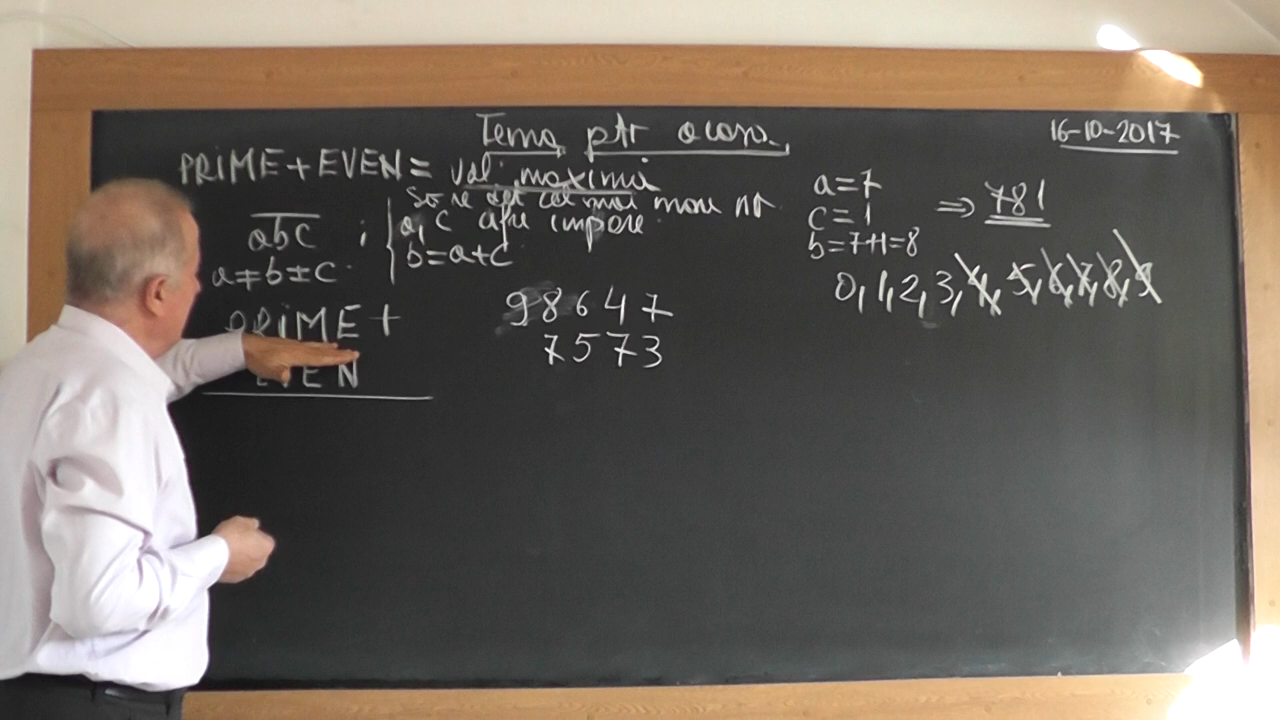 Temă ptr acasă.
16-10-2017
PRIME + EVEN = val. maximă
Să se afle cel mai mare nr.
abc ; a, c cifre impare
a≠b≠c. b=a+c
a=7
c=1
b=7+1=8
⇒ 781
0, 1, 2, 3, 4, 5, 6, 7, 8, 9
PRIME +
EVEN
98647
7573